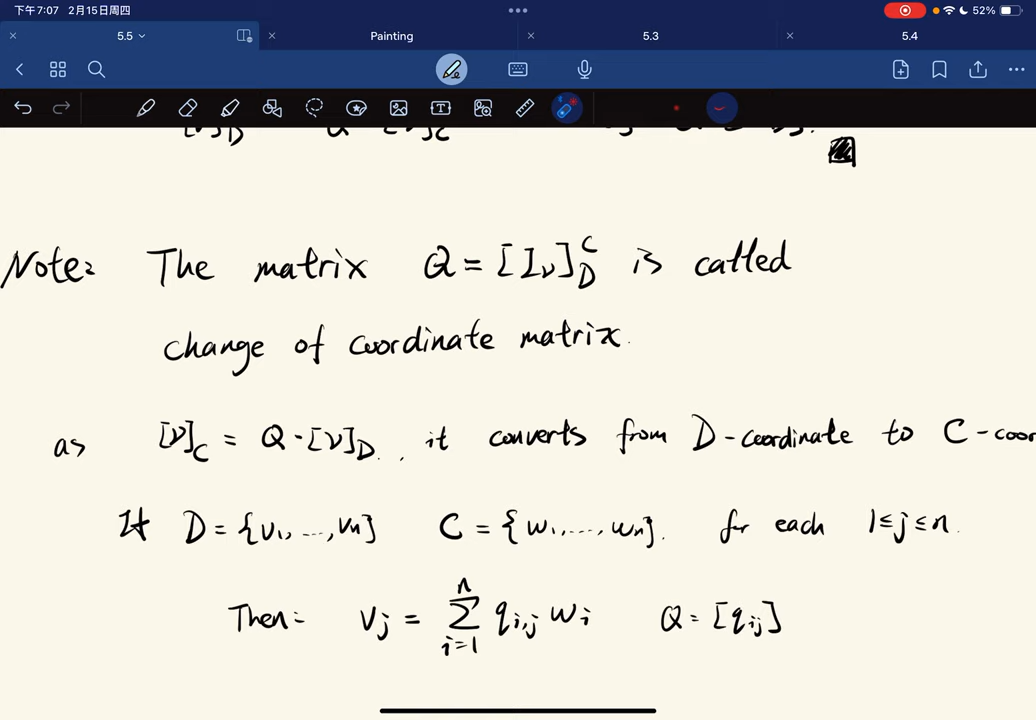 下午7:07 2月15日周四
52%
5.5
Painting
5.3
5.4
Note: The matrix Q = [I_V]_D^C is called
change of coordinate matrix.
as [v]_C = Q · [v]_D. , it converts from D-coordinate to C-coor
If D = {v_1, ..., v_n} C = {w_1, ..., w_n}. for each 1 ≤ j ≤ n.
Then: v_j = \sum_{i=1}^{n} q_{i,j} w_i Q = [q_{ij}]